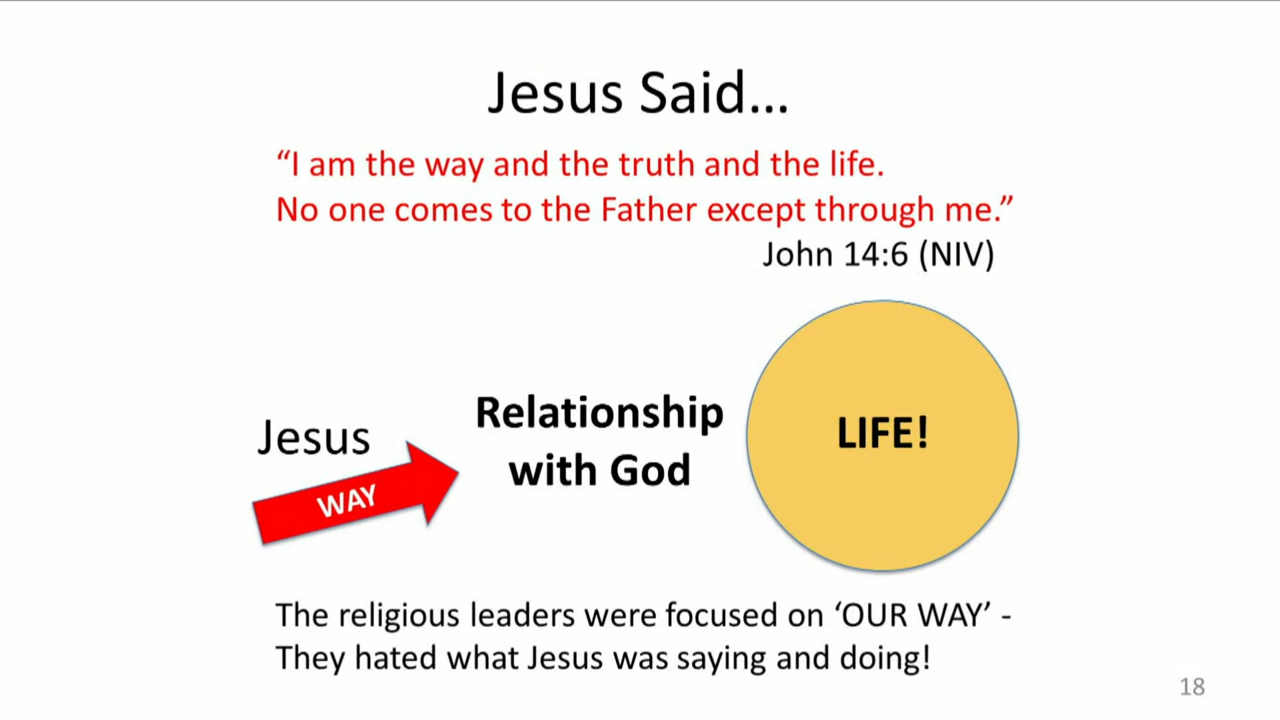 Jesus Said...
“I am the way and the truth and the life.
No one comes to the Father except through me.”
John 14:6 (NIV)
Jesus
WAY
Relationship
with God
LIFE!
The religious leaders were focused on ‘OUR WAY’ -
They hated what Jesus was saying and doing!
18